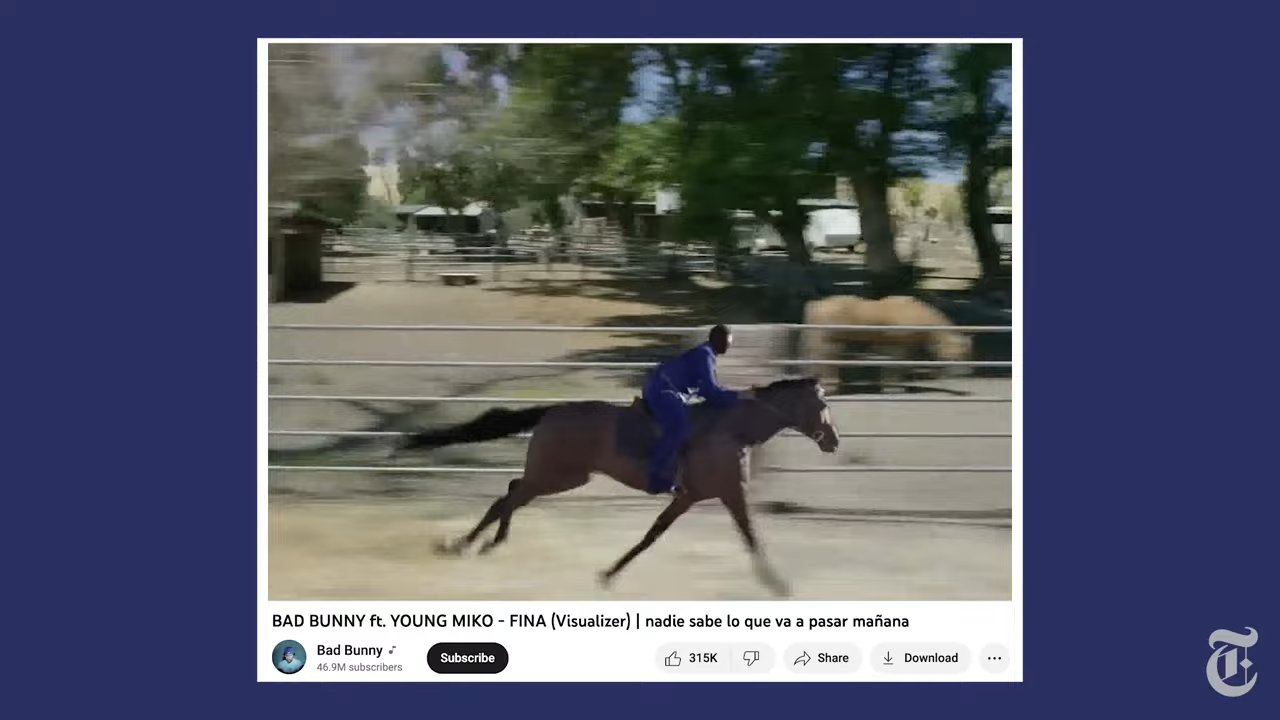 BAD BUNNY ft. YOUNG MIKO - FINA (Visualizer) | nadie sabe lo que va a pasar mañana
Bad Bunny
46.9M subscribers
Subscribe
315K
Share
Download
T